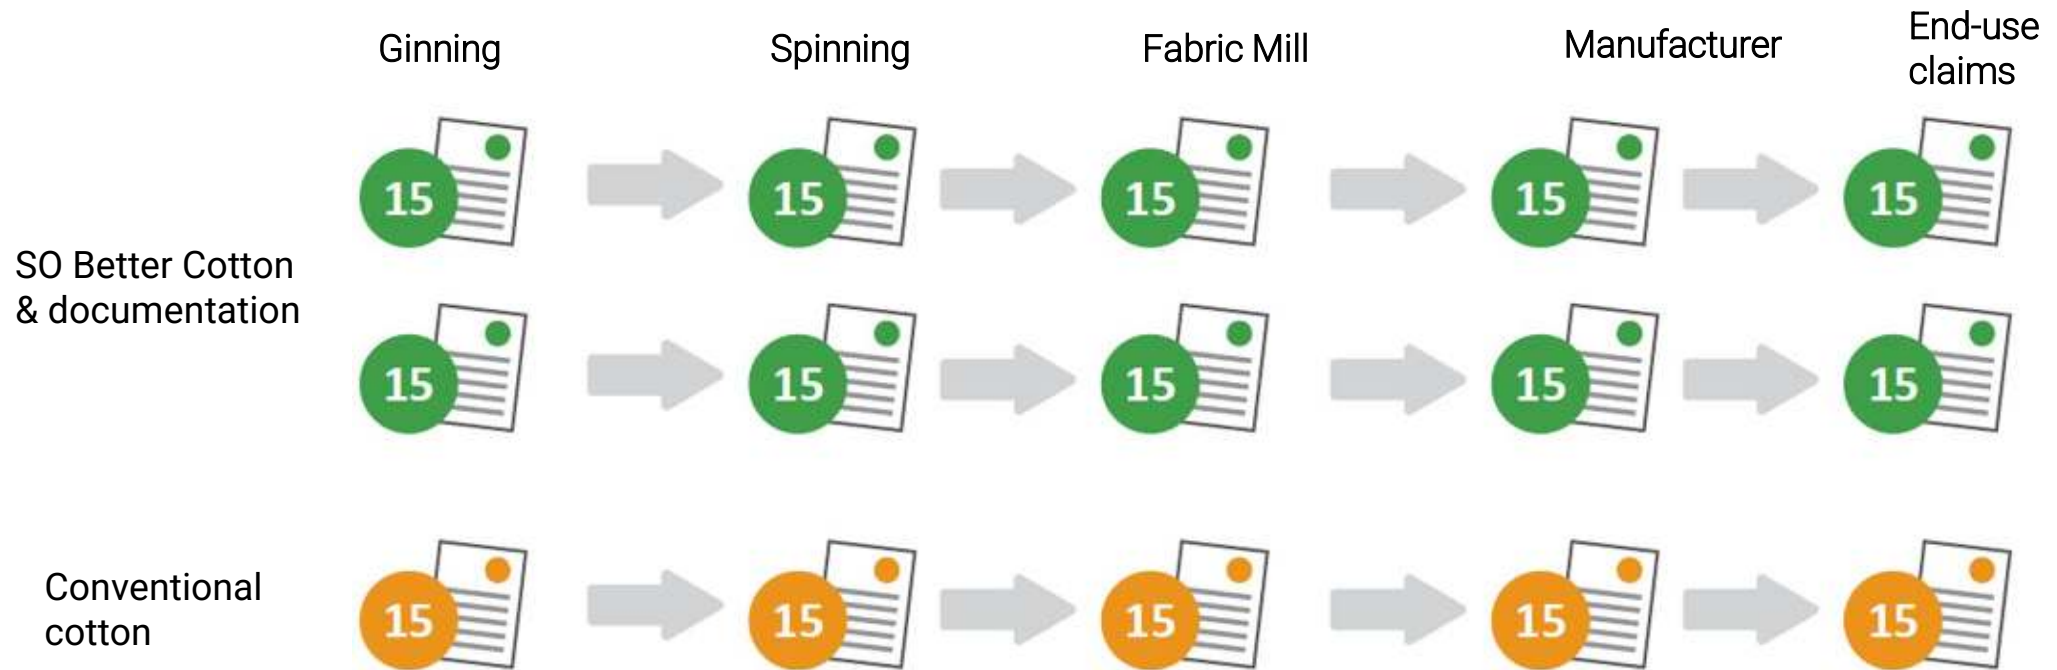 Ginning
Spinning
Fabric Mill
Manufacturer
End-use
claims
15
15
15
15
15
SO Better Cotton
& documentation
15
15
15
15
15
Conventional
cotton
15
15
15
15
15